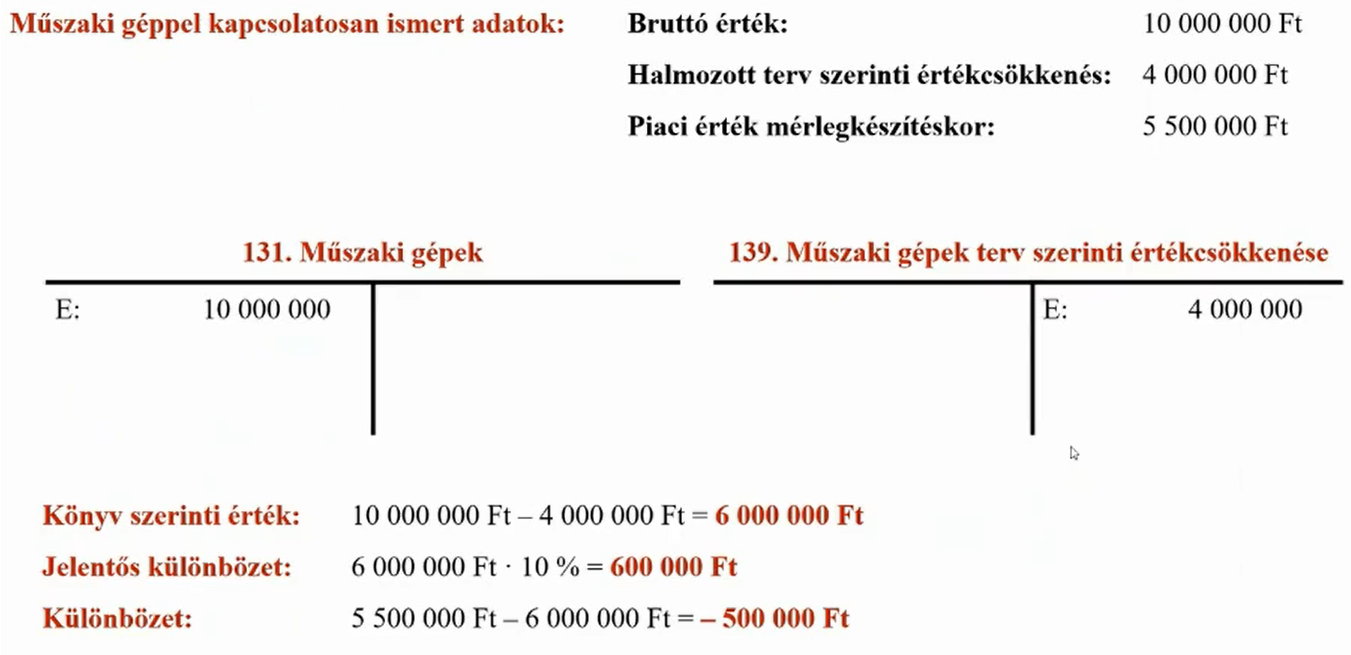 Műszaki géppel kapcsolatosan ismert adatok: Bruttó érték: 10 000 000 Ft
Halmozott terv szerinti értékcsökkenés: 4 000 000 Ft
Piaci érték mérlegkészítéskor: 5 500 000 Ft
131. Műszaki gépek 139. Műszaki gépek terv szerinti értékcsökkenése
E: 10 000 000 E: 4 000 000
Könyv szerinti érték: 10 000 000 Ft – 4 000 000 Ft = 6 000 000 Ft
Jelentős különbözet: 6 000 000 Ft · 10 % = 600 000 Ft
Különbözet: 5 500 000 Ft – 6 000 000 Ft = – 500 000 Ft